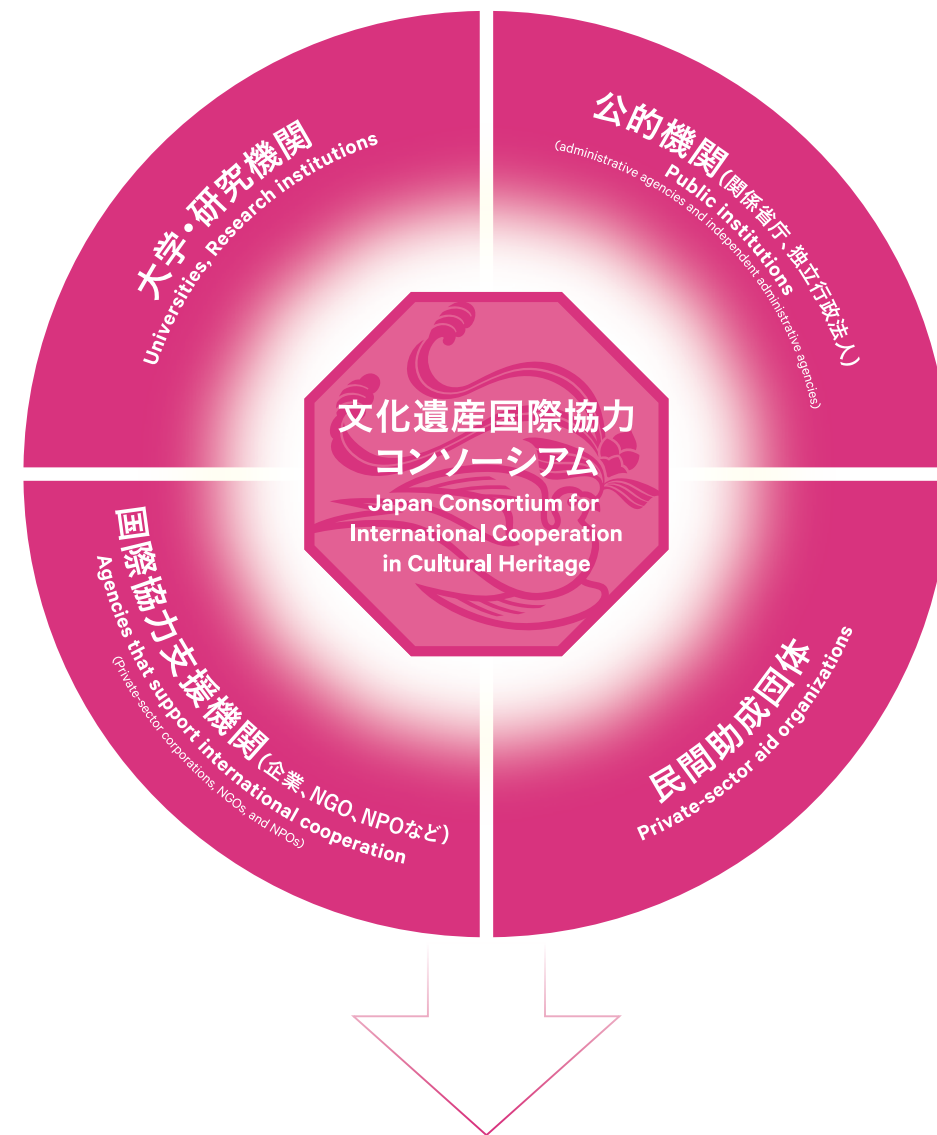 大学・研究機関
Universities, Research institutions
公的機関(関係省庁、独立行政法人)
Public institutions
(administrative agencies and independent administrative agencies)
文化遺産国際協力
コンソーシアム
Japan Consortium for
International Cooperation
in Cultural Heritage
国際協力支援機関(企業、NGO、NPOなど)
Agencies that support international cooperation
(Private-sector corporations, NGOs, and NPOs)
民間助成団体
Private-sector aid organizations